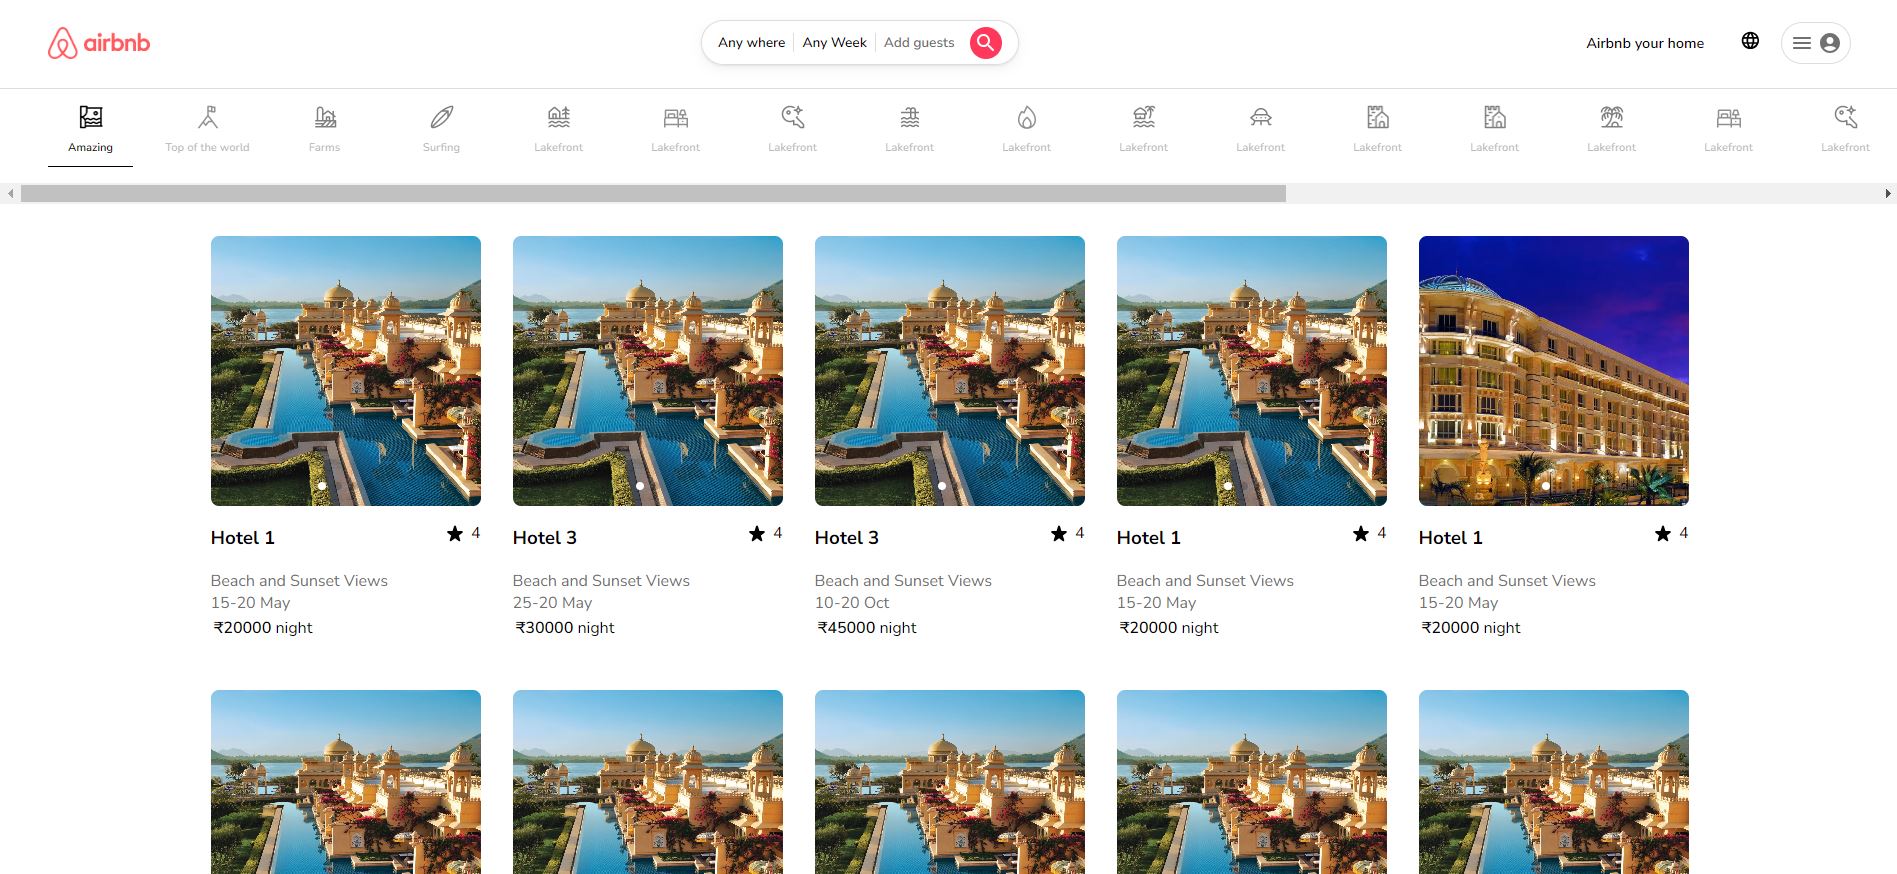 airbnb
Any where Any Week Add guests
Airbnb your home
Amazing Top of the world Farms Surfing Lakefront Lakefront Lakefront Lakefront Lakefront Lakefront Lakefront Lakefront Lakefront Lakefront Lakefront Lakefront
Hotel 1 4
Beach and Sunset Views
15-20 May
₹20000 night
Hotel 3 4
Beach and Sunset Views
25-20 May
₹30000 night
Hotel 3 4
Beach and Sunset Views
10-20 Oct
₹45000 night
Hotel 1 4
Beach and Sunset Views
15-20 May
₹20000 night
Hotel 1 4
Beach and Sunset Views
15-20 May
₹20000 night